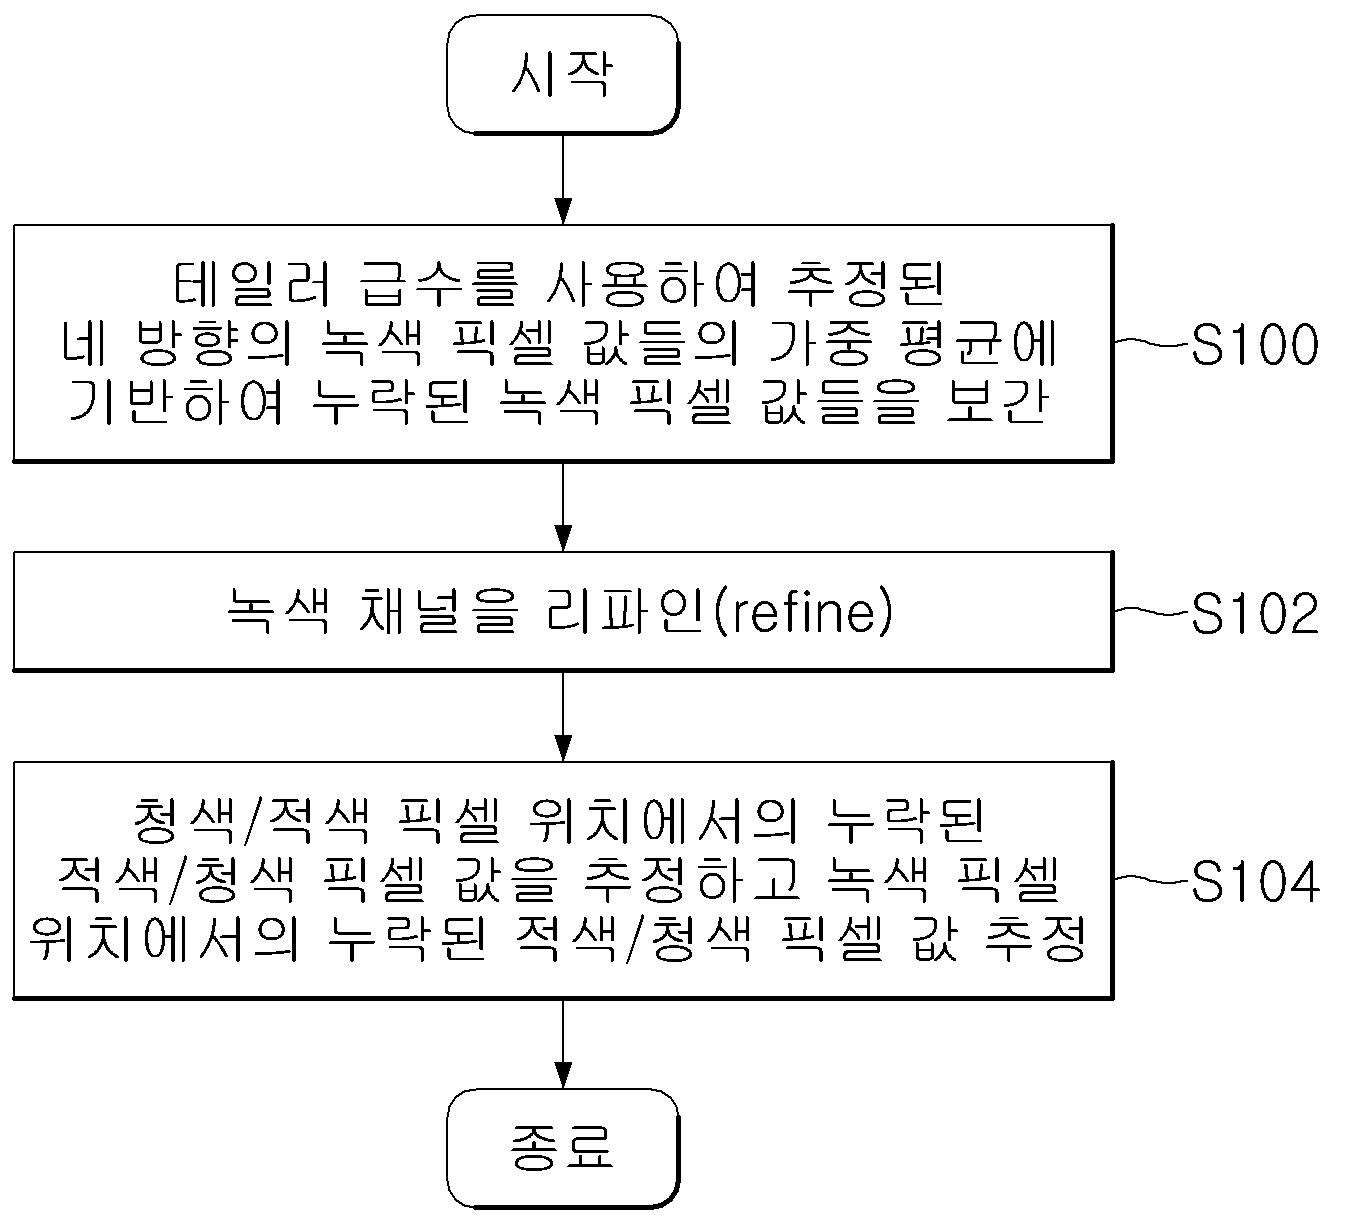 시작
테일러 급수를 사용하여 추정된
네 방향의 녹색 픽셀 값들의 가중 평균에
기반하여 누락된 녹색 픽셀 값들을 보간
S100
녹색 채널을 리파인(refine)
S102
청색/적색 픽셀 위치에서의 누락된
적색/청색 픽셀 값을 추정하고 녹색 픽셀
위치에서의 누락된 적색/청색 픽셀 값 추정
S104
종료